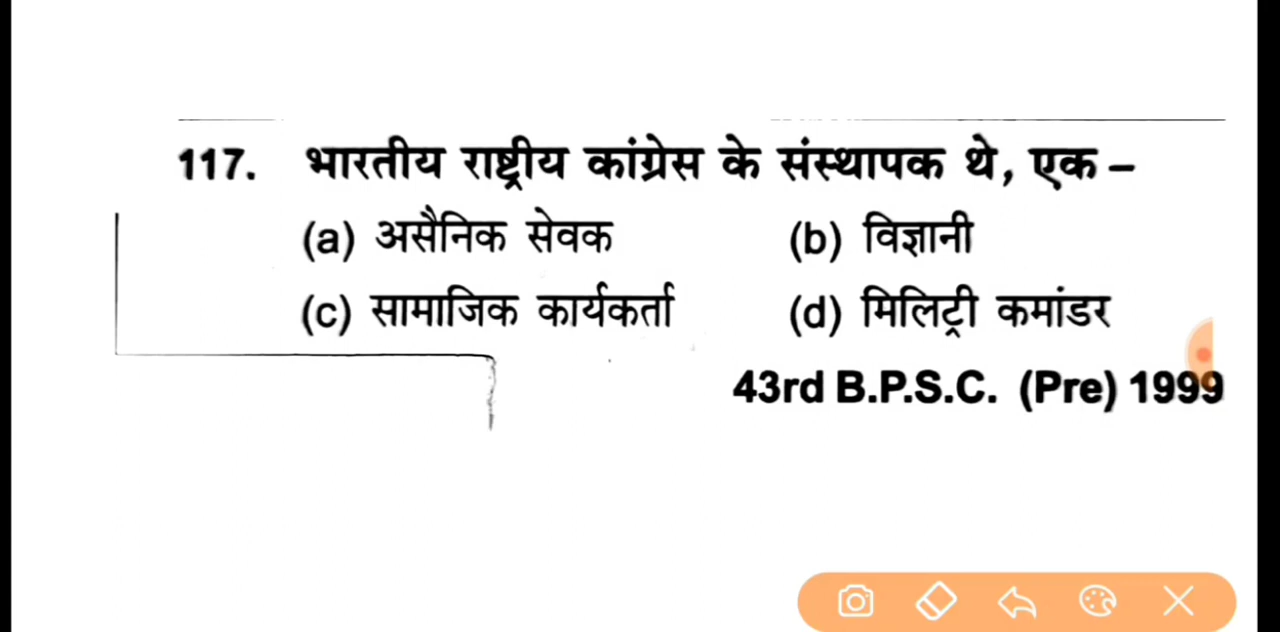 117. भारतीय राष्ट्रीय कांग्रेस के संस्थापक थे, एक –
(a) असैनिक सेवक (b) विज्ञानी
(c) सामाजिक कार्यकर्ता (d) मिलिट्री कमांडर
43rd B.P.S.C. (Pre) 1999